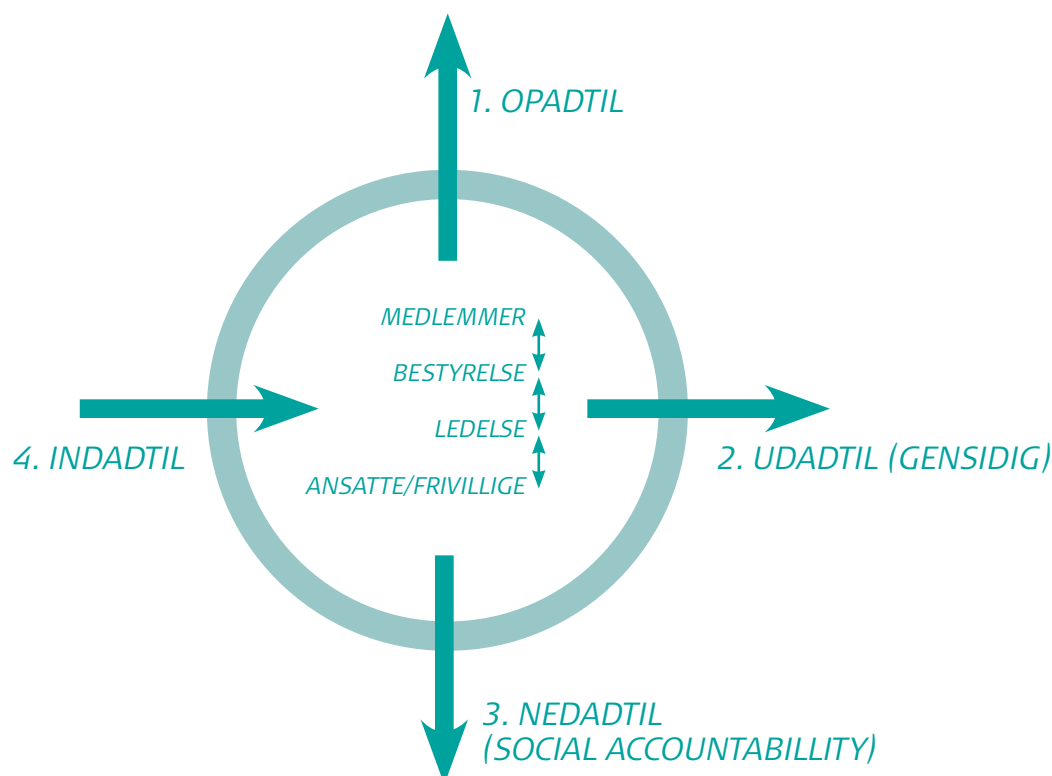 1. OPADTIL
MEDLEMMER
BESTYRELSE
LEDELSE
ANSATTE/FRIVILLIGE
4. INDADTIL
2. UDADTIL (GENSIDIG)
3. NEDADTIL
(SOCIAL ACCOUNTABILLITY)